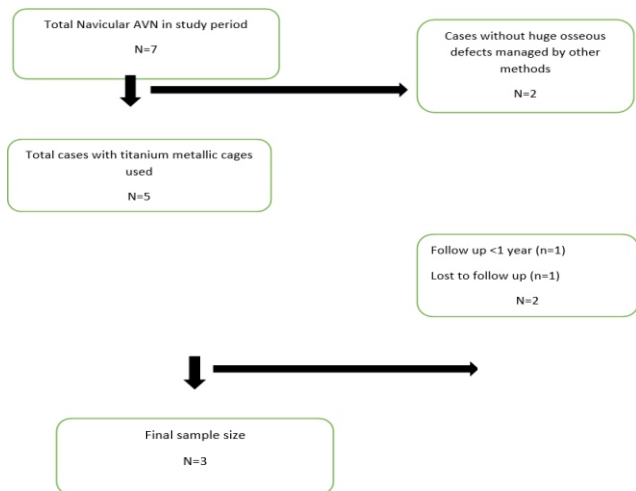 Total Navicular AVN in study period
N=7
Cases without huge osseous
defects managed by other
methods
N=2
Total cases with titanium metallic cages
used
N=5
Follow up <1 year (n=1)
Lost to follow up (n=1)
N=2
Final sample size
N=3